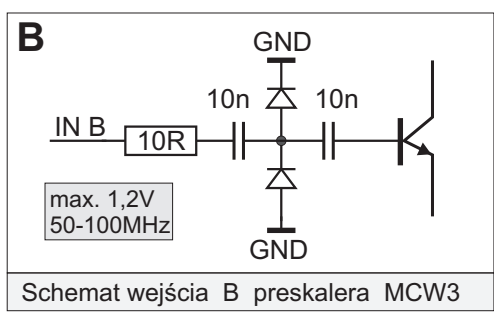 B
GND
10n 10n
IN B
10R
max. 1,2V
50-100MHz
GND
Schemat wejścia B preskalera MCW3